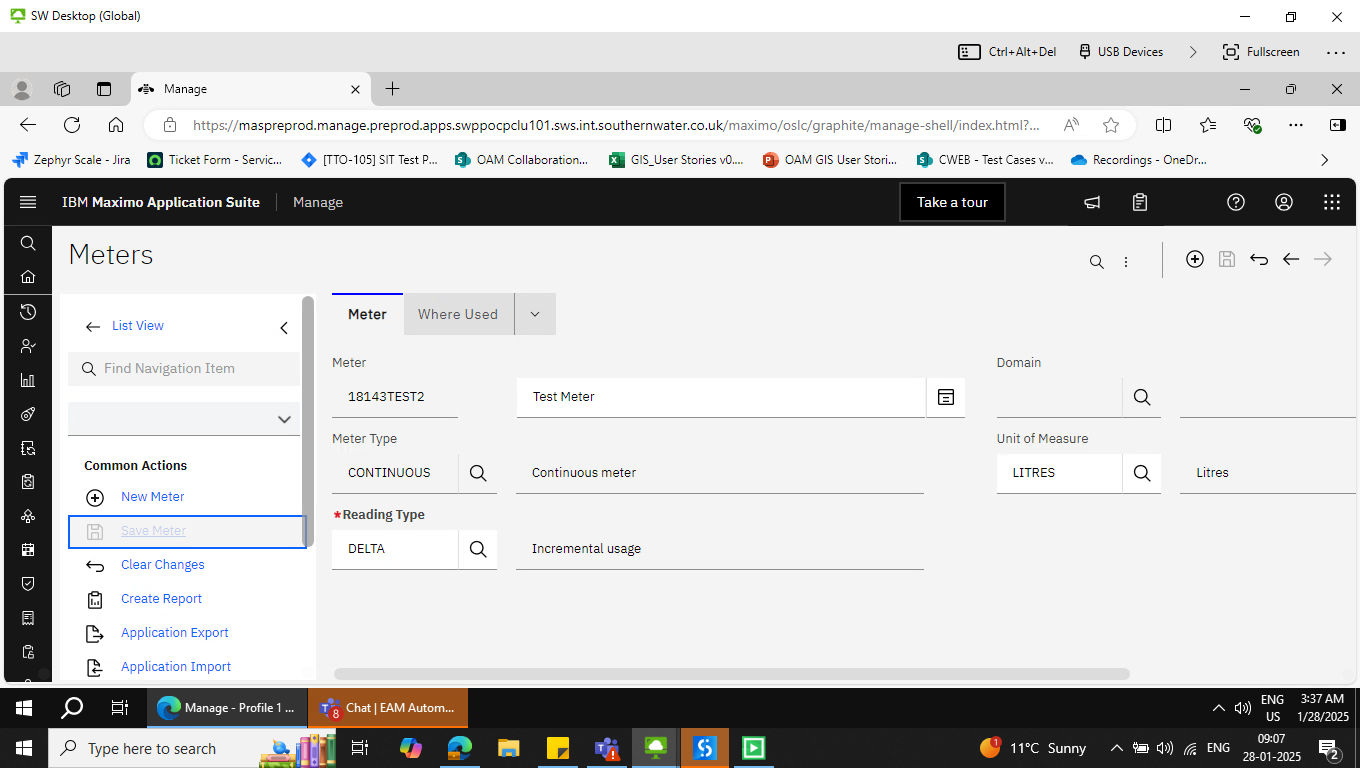 SW Desktop (Global)
Ctrl+Alt+Del
USB Devices
Fullscreen
Manage
https://maspreprod.manage.preprod.apps.swppocpclu101.sws.int.southernwater.co.uk/maximo/oslc/graphite/manage-shell/index.html?...
Zephyr Scale - Jira
Ticket Form - Servic...
[TTO-105] SIT Test P...
OAM Collaboration...
GIS_User Stories v0....
OAM GIS User Stori...
CWEB - Test Cases v...
Recordings - OneDr...
IBM Maximo Application Suite
Manage
Take a tour
Meters
List View
Find Navigation Item
Common Actions
New Meter
Save Meter
Clear Changes
Create Report
Application Export
Application Import
Meter
Where Used
Meter
18143TEST2
Test Meter
Domain
Meter Type
CONTINUOUS
Continuous meter
Unit of Measure
LITRES
Litres
*Reading Type
DELTA
Incremental usage
Manage - Profile 1 ...
8
Chat | EAM Autom...
ENG
US
3:37 AM
1/28/2025
Type here to search
1
11°C Sunny
ENG
09:07
28-01-2025
2